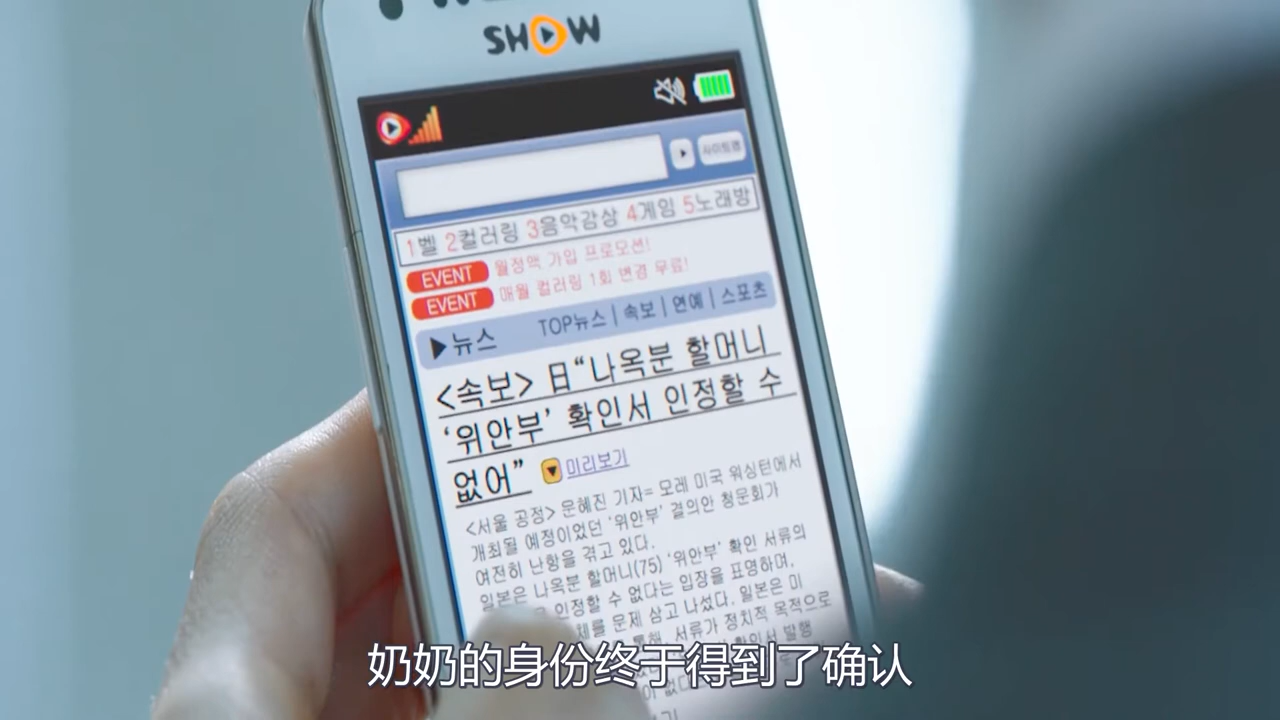 SHOW
사이트맵
1벨 2컬러링 3음악감상 4게임 5노래방
EVENT 월정액 가입 프로모션!
EVENT 매월 컬러링 1회 변경 무료!
▶뉴스 TOP뉴스 | 속보 | 연예 | 스포츠
<속보> 日“나옥분 할머니
‘위안부’ 확인서 인정할 수
없어” 미리보기
<서울 공정> 문혜진 기자= 모레 미국 워싱턴에서
개최될 예정이었던 ‘위안부’ 결의안 청문회가
여전히 난항을 겪고 있다.
일본은 나옥분 할머니(75) ‘위안부’ 확인 서류의
인정할 수 없다는 입장을 표명하며,
체를 문제 삼고 나섰다. 일본은 미
통해, 서류가 정치적 목적으로
확인서 발행
奶奶的身份终于得到了确认